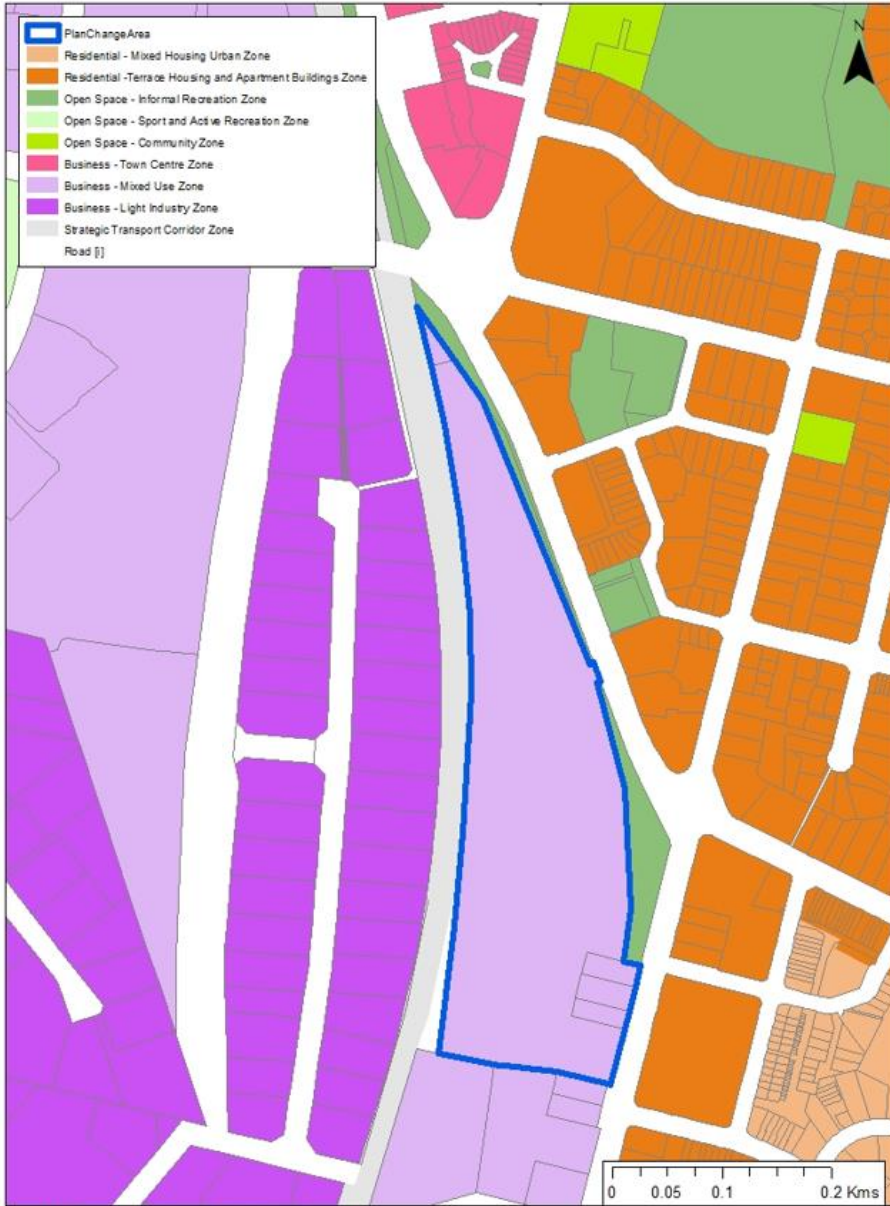 PlanChangeArea
Residential - Mixed Housing Urban Zone
Residential -Terrace Housing and Apartment Buildings Zone
Open Space - Informal Recreation Zone
Open Space - Sport and Active Recreation Zone
Open Space - Community Zone
Business - Town Centre Zone
Business - Mixed Use Zone
Business - Light Industry Zone
Strategic Transport Corridor Zone
Road [i]
N
0 0.05 0.1 0.2 Kms